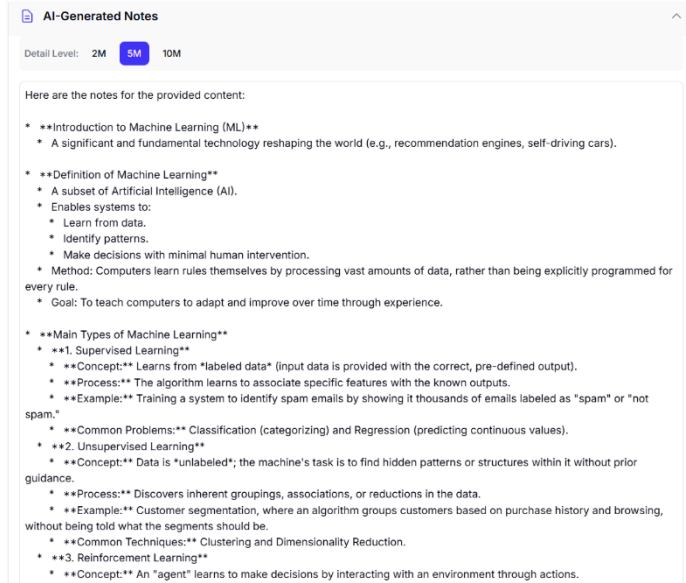 AI-Generated Notes
Detail Level: 2M 5M 10M
Here are the notes for the provided content:
* **Introduction to Machine Learning (ML)**
* A significant and fundamental technology reshaping the world (e.g., recommendation engines, self-driving cars).
* **Definition of Machine Learning**
* A subset of Artificial Intelligence (AI).
* Enables systems to:
* Learn from data.
* Identify patterns.
* Make decisions with minimal human intervention.
* Method: Computers learn rules themselves by processing vast amounts of data, rather than being explicitly programmed for
every rule.
* Goal: To teach computers to adapt and improve over time through experience.
* **Main Types of Machine Learning**
* **1. Supervised Learning**
* **Concept:** Learns from *labeled data* (input data is provided with the correct, pre-defined output).
* **Process:** The algorithm learns to associate specific features with the known outputs.
* **Example:** Training a system to identify spam emails by showing it thousands of emails labeled as "spam" or "not
spam."
* **Common Problems:** Classification (categorizing) and Regression (predicting continuous values).
* **2. Unsupervised Learning**
* **Concept:** Data is *unlabeled*; the machine's task is to find hidden patterns or structures within it without prior
guidance.
* **Process:** Discovers inherent groupings, associations, or reductions in the data.
* **Example:** Customer segmentation, where an algorithm groups customers based on purchase history and browsing,
without being told what the segments should be.
* **Common Techniques:** Clustering and Dimensionality Reduction.
* **3. Reinforcement Learning**
* **Concept:** An "agent" learns to make decisions by interacting with an environment through actions.